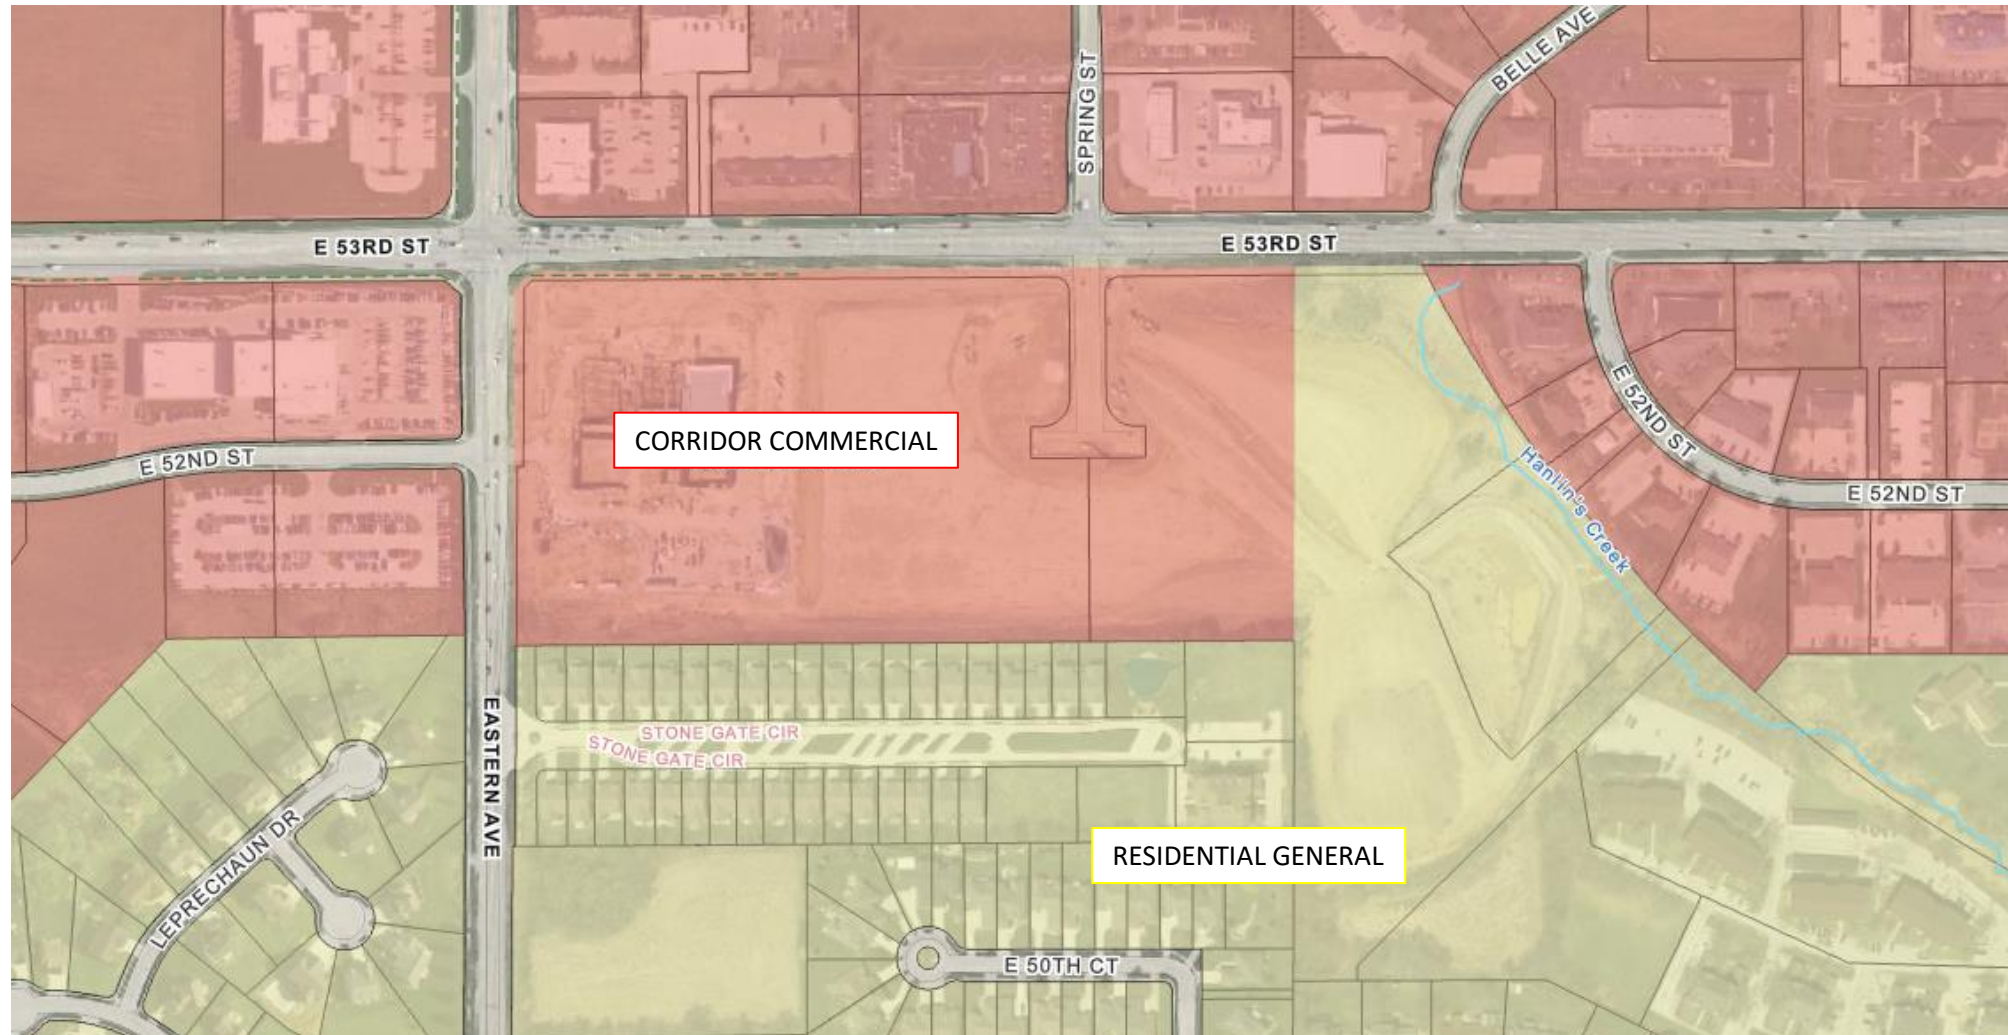 BELLE AVE
SPRING ST
E 53RD ST
E 53RD ST
CORRIDOR COMMERCIAL
E 52ND ST
E 52ND ST
E 52ND ST
Hanlin's Creek
EASTERN AVE
STONE GATE CIR
STONE GATE CIR
LEPRECHAUN DR
RESIDENTIAL GENERAL
E 50TH CT